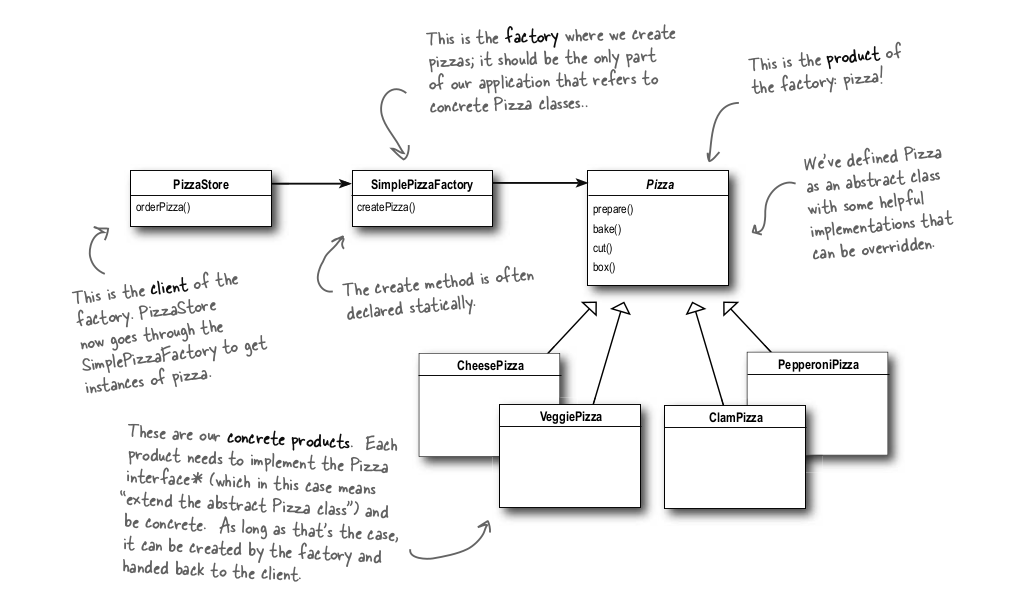 This is the factory where we create
pizzas; it should be the only part
of our application that refers to
concrete Pizza classes..
This is the product of
the factory: pizza!
PizzaStore
orderPizza()
SimplePizzaFactory
createPizza()
Pizza
prepare()
bake()
cut()
box()
We've defined Pizza
as an abstract class
with some helpful
implementations that
can be overridden.
This is the client of the
factory. PizzaStore
now goes through the
SimplePizzaFactory to get
instances of pizza.
The create method is often
declared statically.
CheesePizza
VeggiePizza
ClamPizza
PepperoniPizza
These are our concrete products. Each
product needs to implement the Pizza
interface* (which in this case means
“extend the abstract Pizza class”) and
be concrete. As long as that's the case,
it can be created by the factory and
handed back to the client.